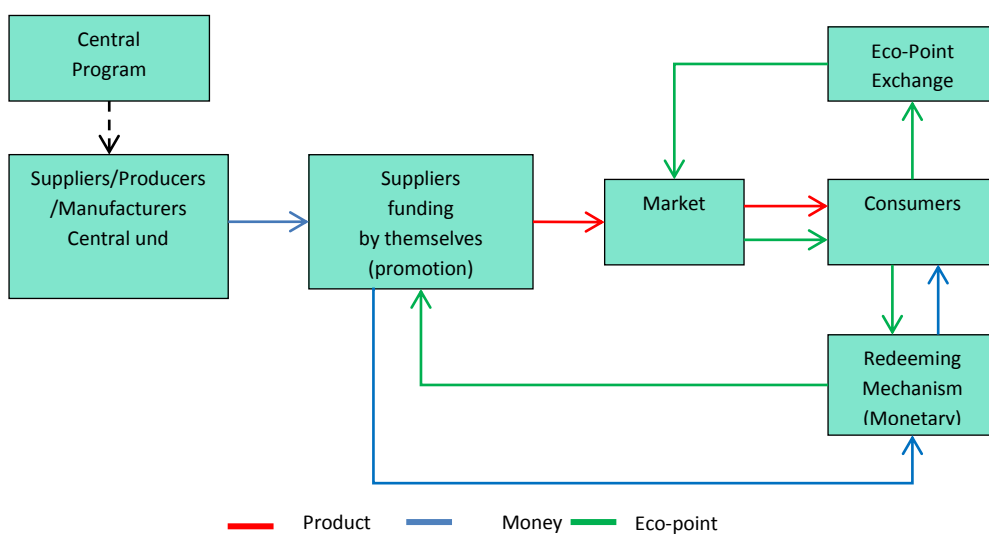 Central
Program
Eco-Point
Exchange
Suppliers/Producers
/Manufacturers
Central und
Suppliers
funding
by themselves
(promotion)
Market
Consumers
Redeeming
Mechanism
(Monetary)
Product
Money
Eco-point